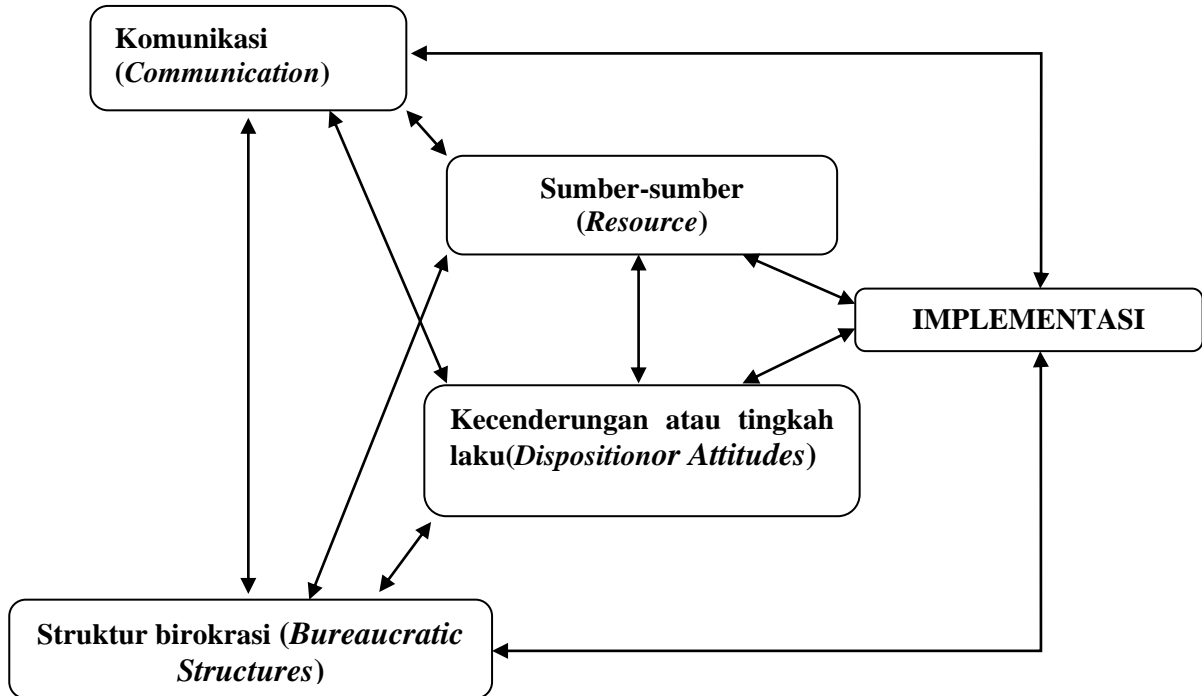 Komunikasi
(Communication)
Sumber-sumber
(Resource)
IMPLEMENTASI
Kecenderungan atau tingkah
laku(Dispositionor Attitudes)
Struktur birokrasi (Bureaucratic
Structures)